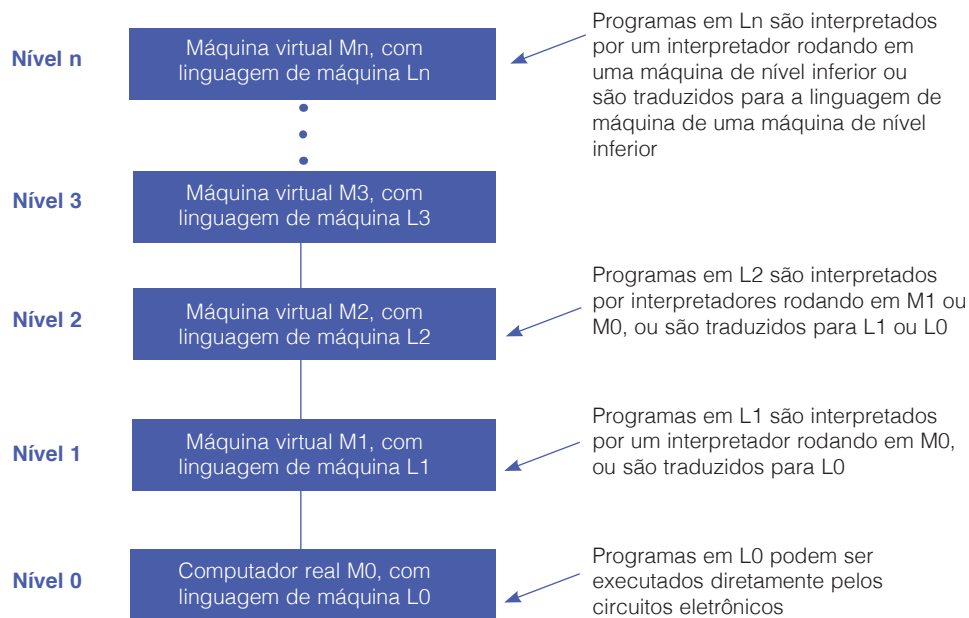 Nível n
Máquina virtual Mn, com
linguagem de máquina Ln
Programas em Ln são interpretados
por um interpretador rodando em
uma máquina de nível inferior ou
são traduzidos para a linguagem de
máquina de uma máquina de nível
inferior
Nível 3
Máquina virtual M3, com
linguagem de máquina L3
Nível 2
Máquina virtual M2, com
linguagem de máquina L2
Programas em L2 são interpretados
por interpretadores rodando em M1 ou
M0, ou são traduzidos para L1 ou L0
Nível 1
Máquina virtual M1, com
linguagem de máquina L1
Programas em L1 são interpretados
por um interpretador rodando em M0,
ou são traduzidos para L0
Nível 0
Computador real M0, com
linguagem de máquina L0
Programas em L0 podem ser
executados diretamente pelos
circuitos eletrônicos